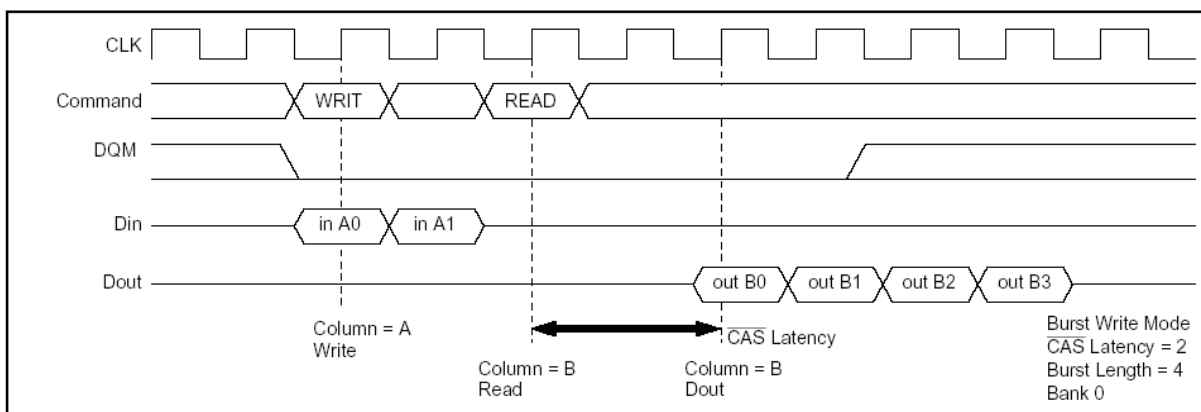 CLK
Command WRIT READ
DQM
Din in A0 in A1
Dout out B0 out B1 out B2 out B3
Column = A
Write
Column = B
Read
CAS Latency
Column = B
Dout
Burst Write Mode
CAS Latency = 2
Burst Length = 4
Bank 0